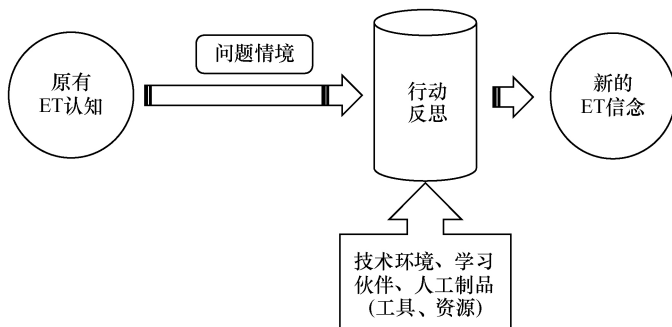 问题情境
原有
ET认知
行动
反思
新的
ET信念
技术环境、学习
伙伴、人工制品
(工具、资源)